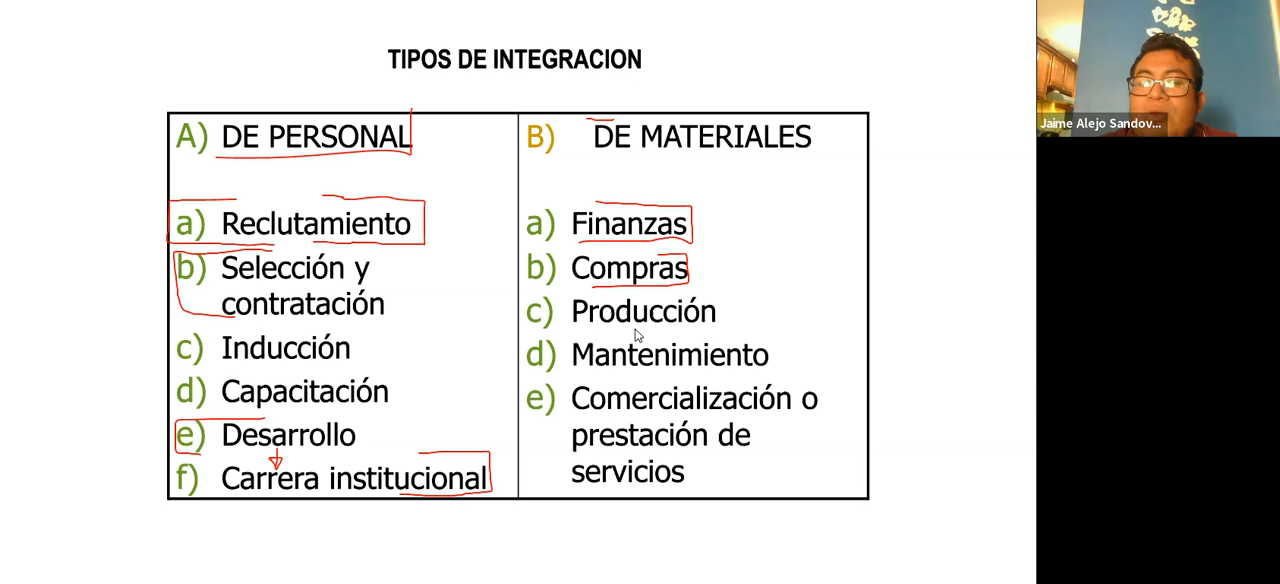 TIPOS DE INTEGRACION
A) DE PERSONAL
a) Reclutamiento
b) Selección y
contratación
c) Inducción
d) Capacitación
e) Desarrollo
f) Carrera institucional
B) DE MATERIALES
a) Finanzas
b) Compras
c) Producción
d) Mantenimiento
e) Comercialización o
prestación de
servicios
Jaime Alejo Sandov...